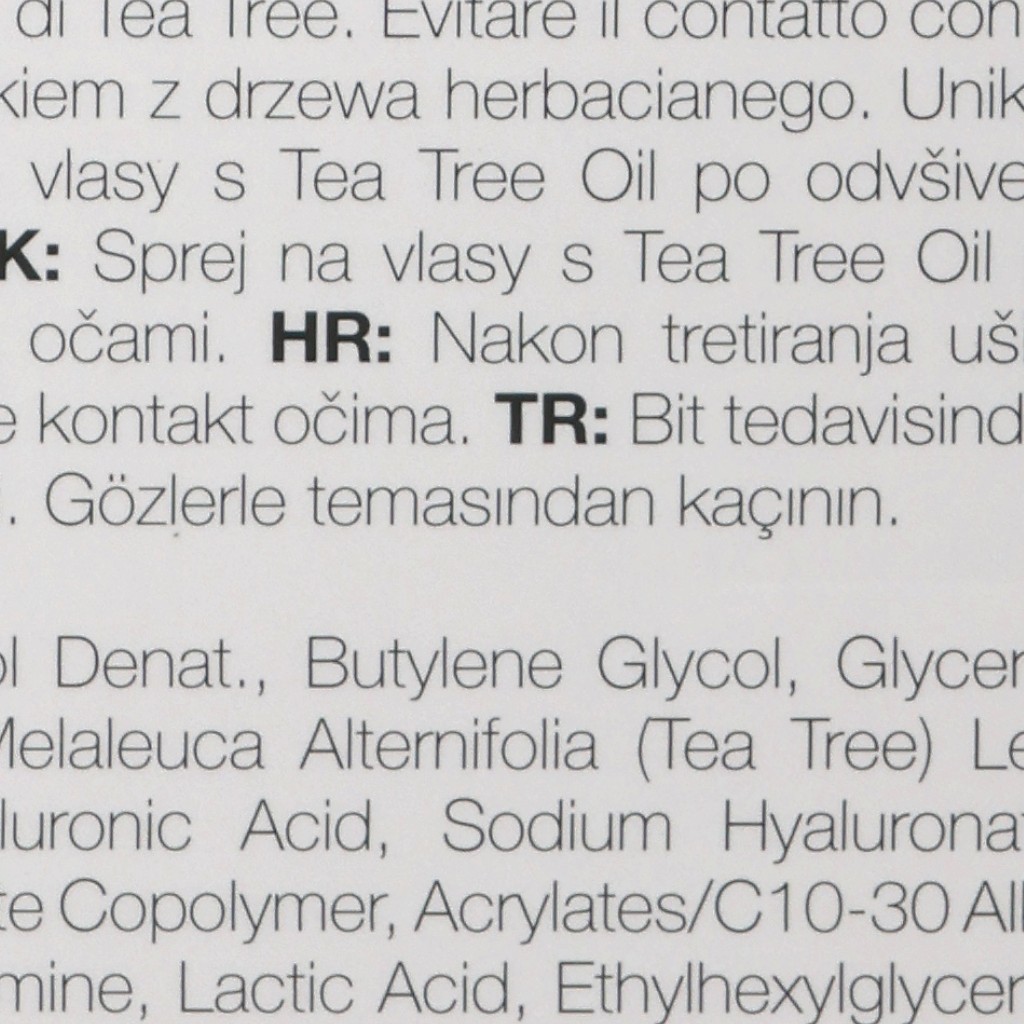 di Tea Tree. Evitare il contatto con
kiem z drzewa herbacianego. Unik
vlasy s Tea Tree Oil po odvšive
K: Sprej na vlasy s Tea Tree Oil
očami. HR: Nakon tretiranja uši
e kontakt očima. TR: Bit tedavisind
. Gözlerle temasından kaçının.
ol Denat., Butylene Glycol, Glycer
Melaleuca Alternifolia (Tea Tree) Le
luronic Acid, Sodium Hyaluronat
te Copolymer, Acrylates/C10-30 Alk
mine, Lactic Acid, Ethylhexylglycer